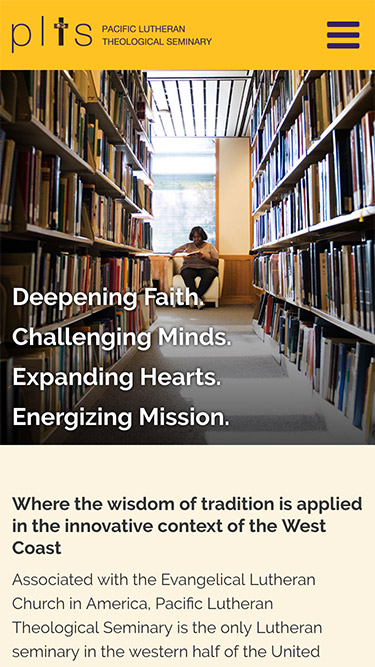 plts PACIFIC LUTHERAN
THEOLOGICAL SEMINARY
Deepening Faith.
Challenging Minds.
Expanding Hearts.
Energizing Mission.
Where the wisdom of tradition is applied
in the innovative context of the West
Coast
Associated with the Evangelical Lutheran
Church in America, Pacific Lutheran
Theological Seminary is the only Lutheran
seminary in the western half of the United